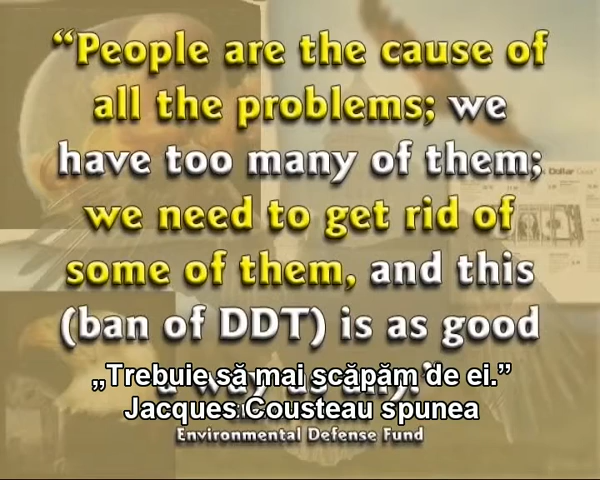 “People are the cause of
all the problems; we
have too many of them;
we need to get rid of
some of them, and this
(ban of DDT) is as good
„Trebuie să mai scăpăm de ei.”
Jacques Cousteau spunea
Environmental Defense Fund